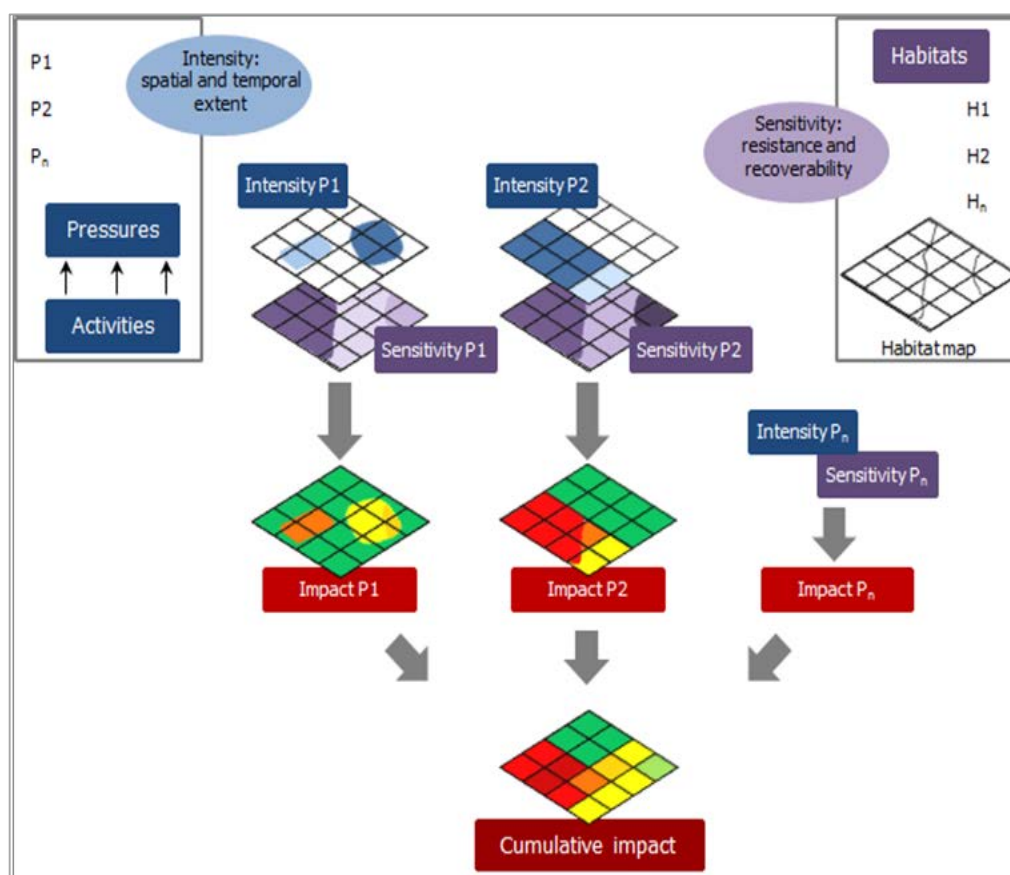 P1
P2
Pn
Intensity:
spatial and temporal
extent
Pressures
Activities
Habitats
H1
H2
Hn
Sensitivity:
resistance and
recoverability
Habitat map
Intensity P1
Intensity P2
Sensitivity P1
Sensitivity P2
Intensity Pn
Sensitivity Pn
Impact P1
Impact P2
Impact Pn
Cumulative impact